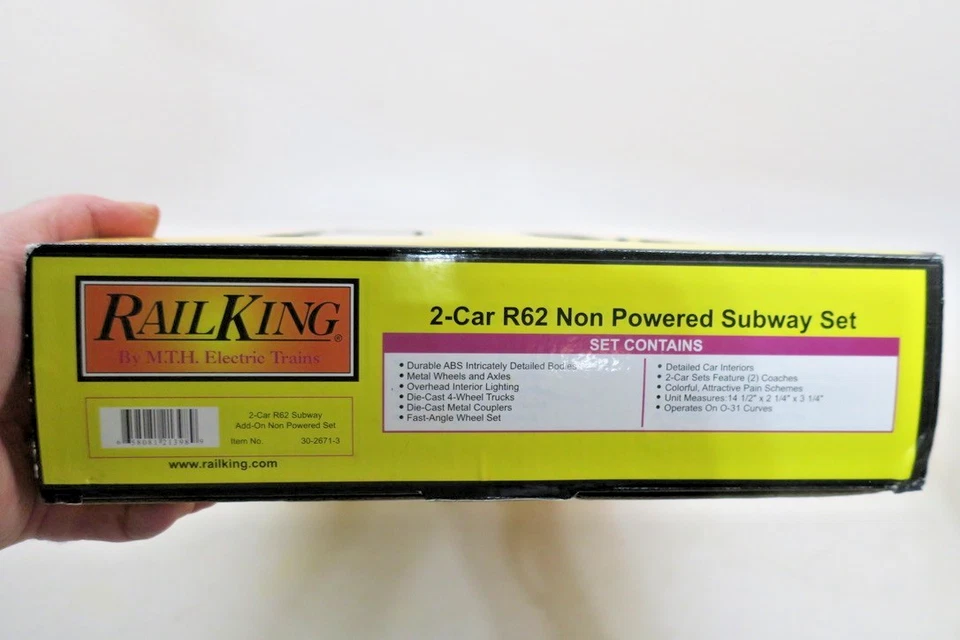 RAILKING®
By M.T.H. Electric Trains
2-Car R62 Subway
Add-On Non Powered Set
Item No. 30-2671-3
www.railking.com
2-Car R62 Non Powered Subway Set
SET CONTAINS
• Durable ABS Intricately Detailed Bodies
• Metal Wheels and Axles
• Overhead Interior Lighting
• Die-Cast 4-Wheel Trucks
• Die-Cast Metal Couplers
• Fast-Angle Wheel Set
• Detailed Car Interiors
• 2-Car Sets Feature (2) Coaches
• Colorful, Attractive Pain Schemes
• Unit Measures:14 1/2" x 2 1/4" x 3 1/4"
• Operates On O-31 Curves